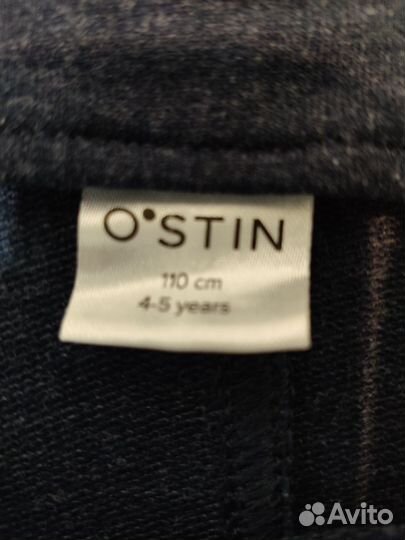 O'STIN
110 cm
4-5 years
Avito